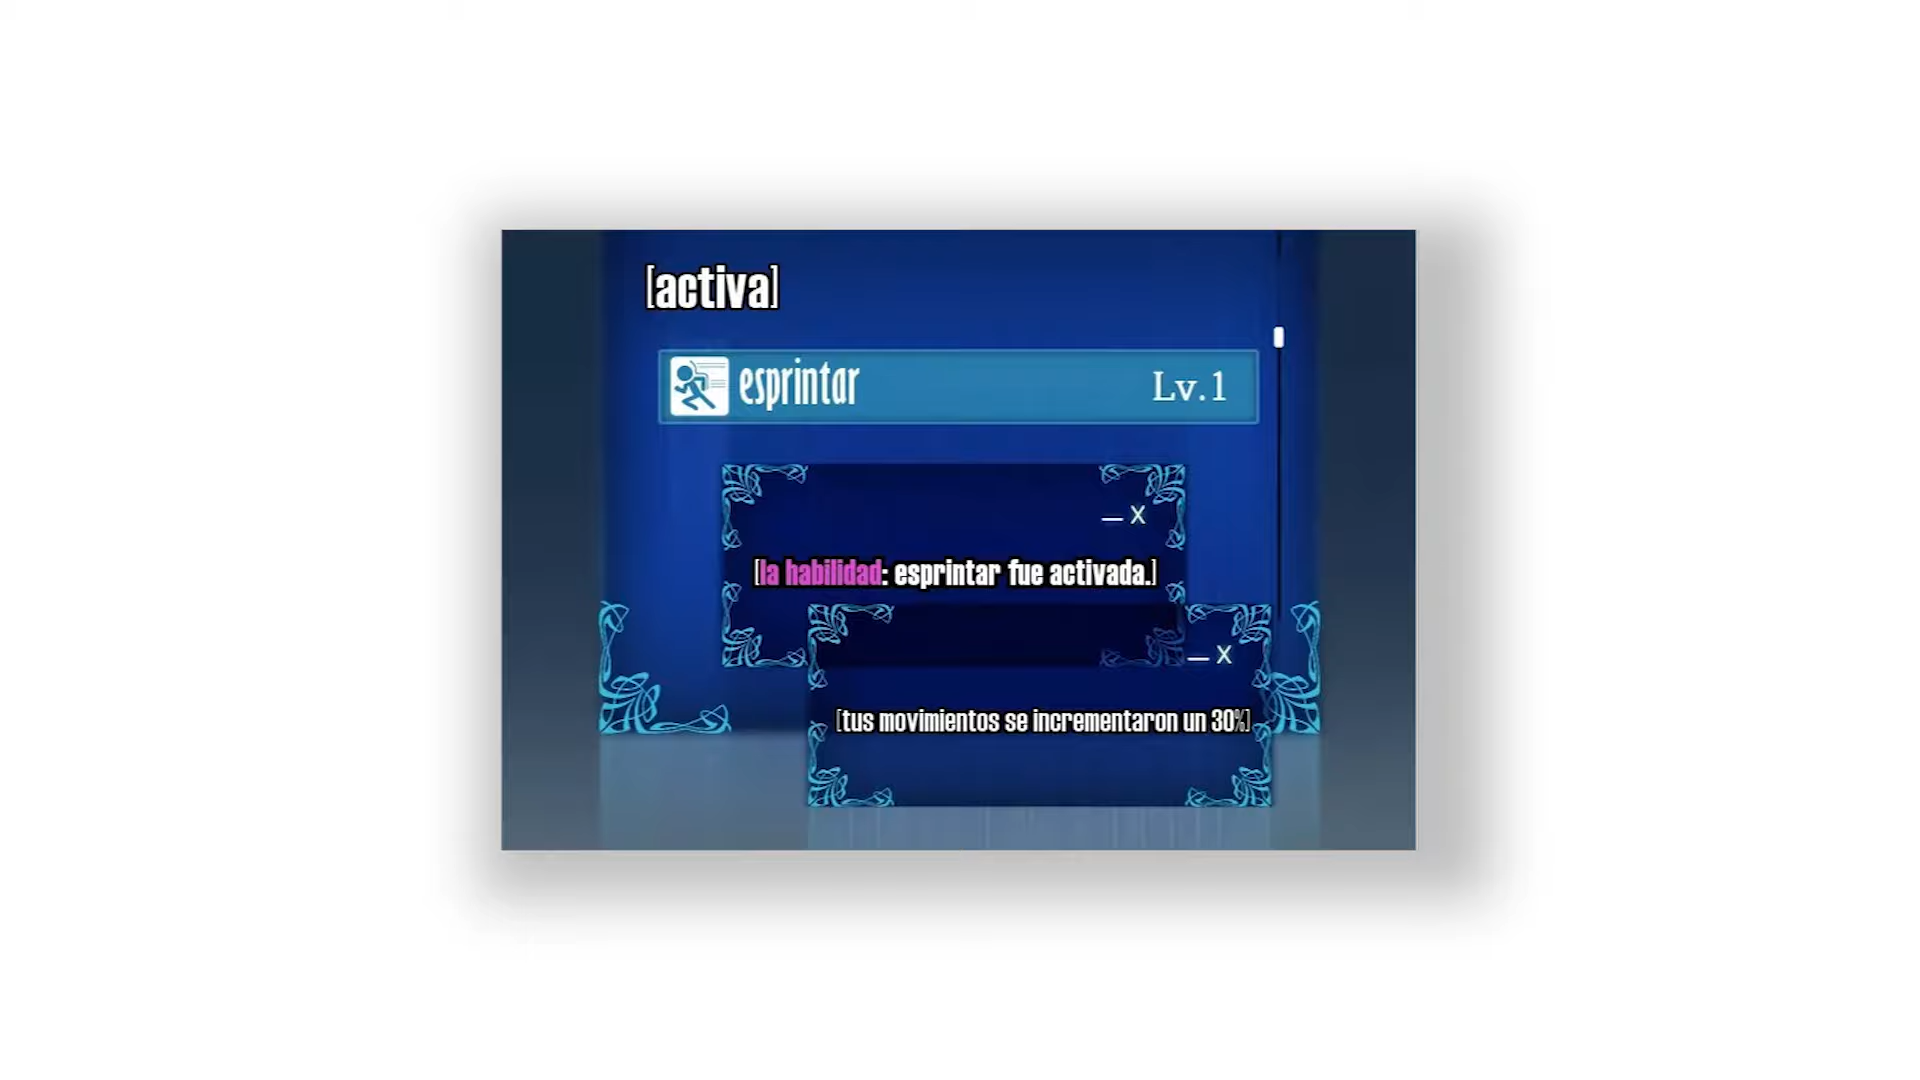 [activa]
esprintar Lv.1
— X
[la habilidad: esprintar fue activada.]
— X
[tus movimientos se incrementaron un 30%]